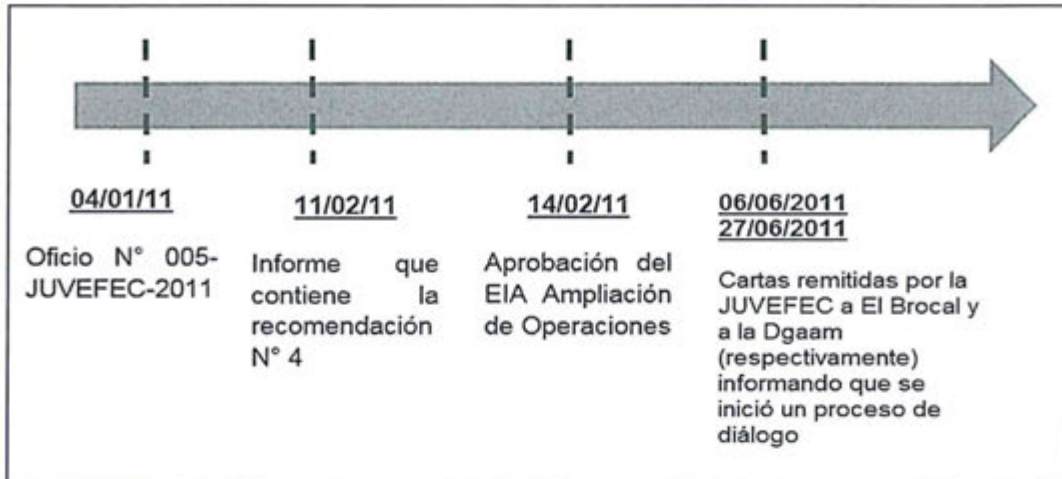 04/01/11
Oficio N° 005-
JUVEFEC-2011
11/02/11
Informe que
contiene la
recomendación
N° 4
14/02/11
Aprobación del
EIA Ampliación
de Operaciones
06/06/2011
27/06/2011
Cartas remitidas por la
JUVEFEC a El Brocal y
a la Dgaam
(respectivamente)
informando que se
inició un proceso de
diálogo